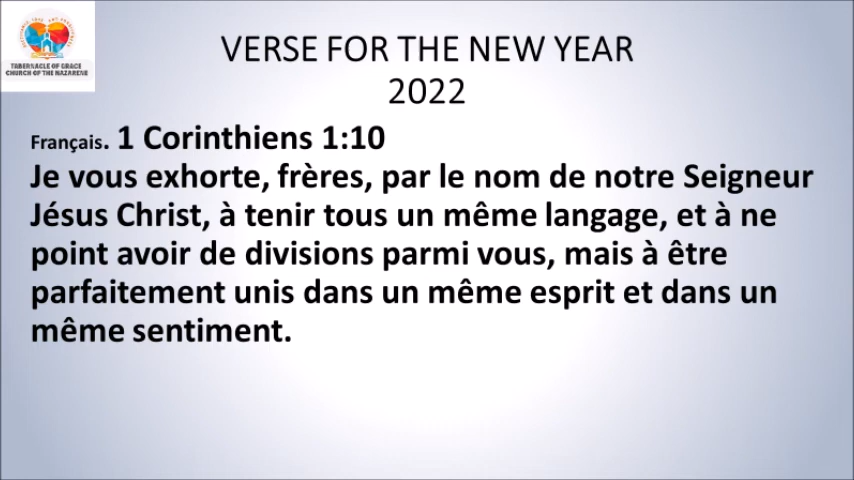 TABERNACLE OF GRACE
CHURCH OF THE NAZARENE
VERSE FOR THE NEW YEAR
2022
Français. 1 Corinthiens 1:10
Je vous exhorte, frères, par le nom de notre Seigneur
Jésus Christ, à tenir tous un même langage, et à ne
point avoir de divisions parmi vous, mais à être
parfaitement unis dans un même esprit et dans un
même sentiment.